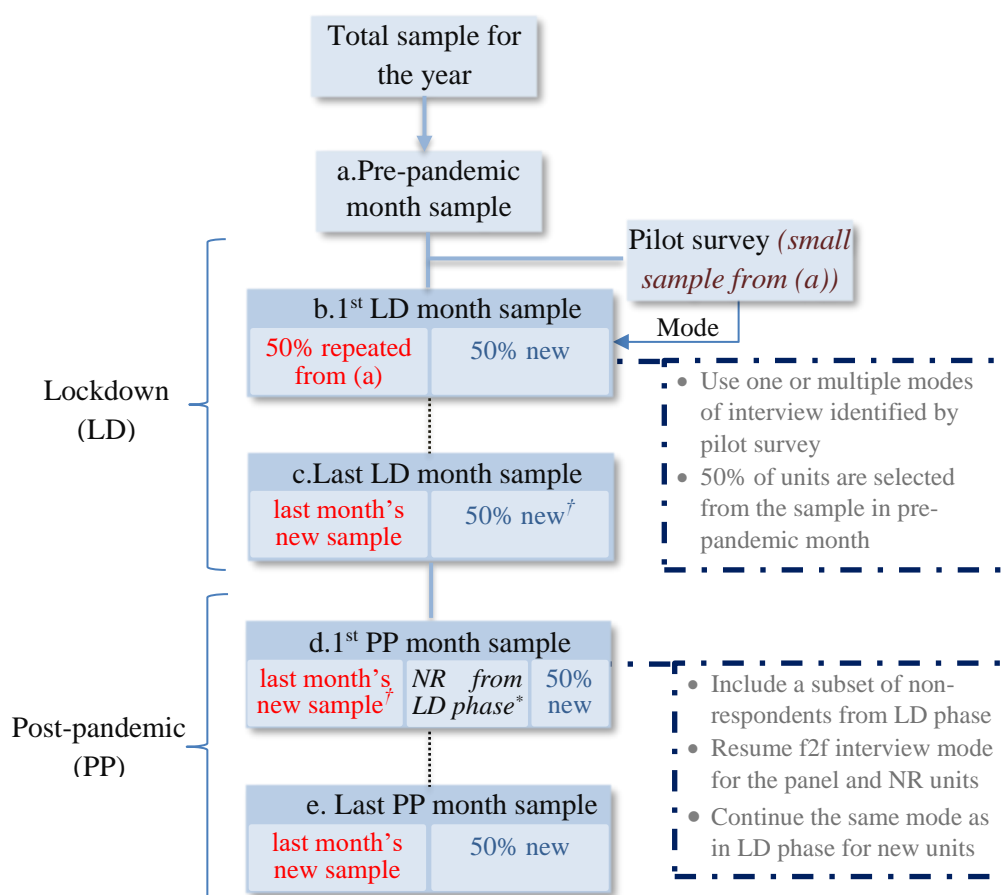 Total sample for
the year
a.Pre-pandemic
month sample
Pilot survey (small
sample from (a))
Mode
Lockdown
(LD)
b.1st LD month sample
50% repeated
from (a)
50% new
• Use one or multiple modes
of interview identified by
pilot survey
• 50% of units are selected
from the sample in pre-
pandemic month
c.Last LD month sample
last month's
new sample
50% new†
Post-pandemic
(PP)
d.1st PP month sample
last month's
new sample†
NR from
LD phase*
50%
new
• Include a subset of non-
respondents from LD phase
• Resume f2f interview mode
for the panel and NR units
• Continue the same mode as
in LD phase for new units
e. Last PP month sample
last month's
new sample
50% new